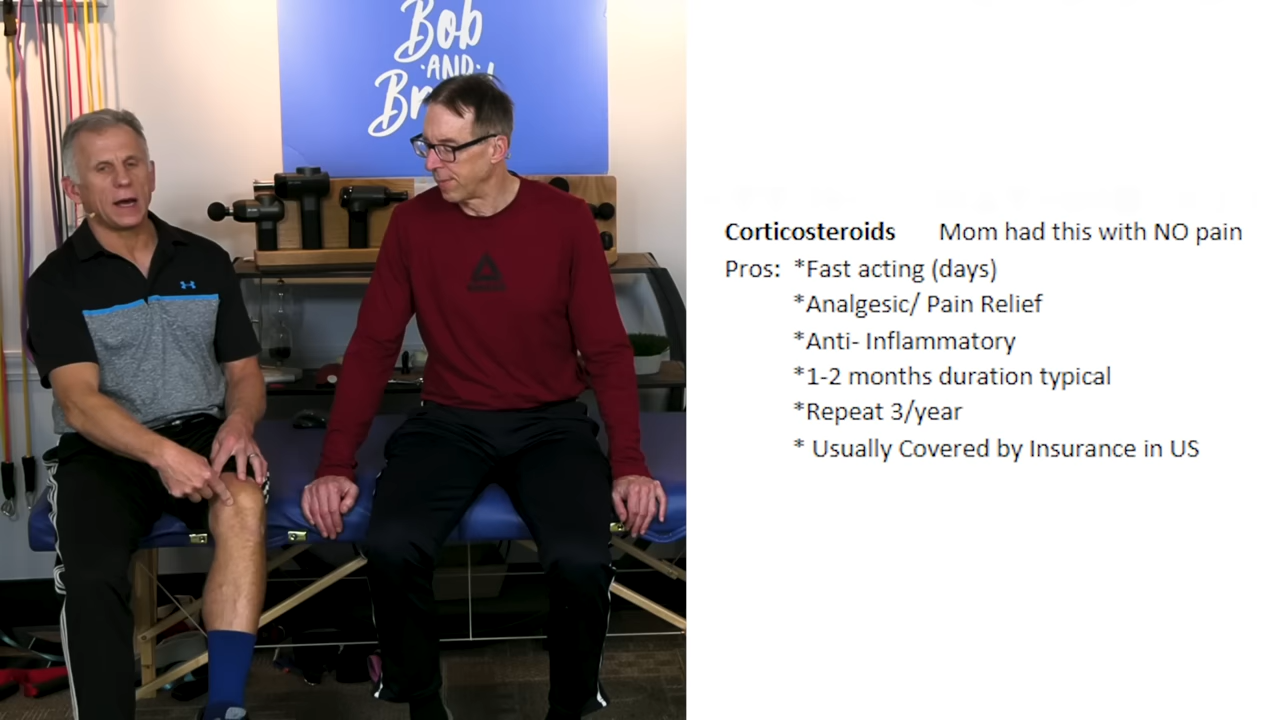 Bob
AND
Corticosteroids Mom had this with NO pain
Pros: *Fast acting (days)
*Analgesic/ Pain Relief
*Anti- Inflammatory
*1-2 months duration typical
*Repeat 3/year
* Usually Covered by Insurance in US